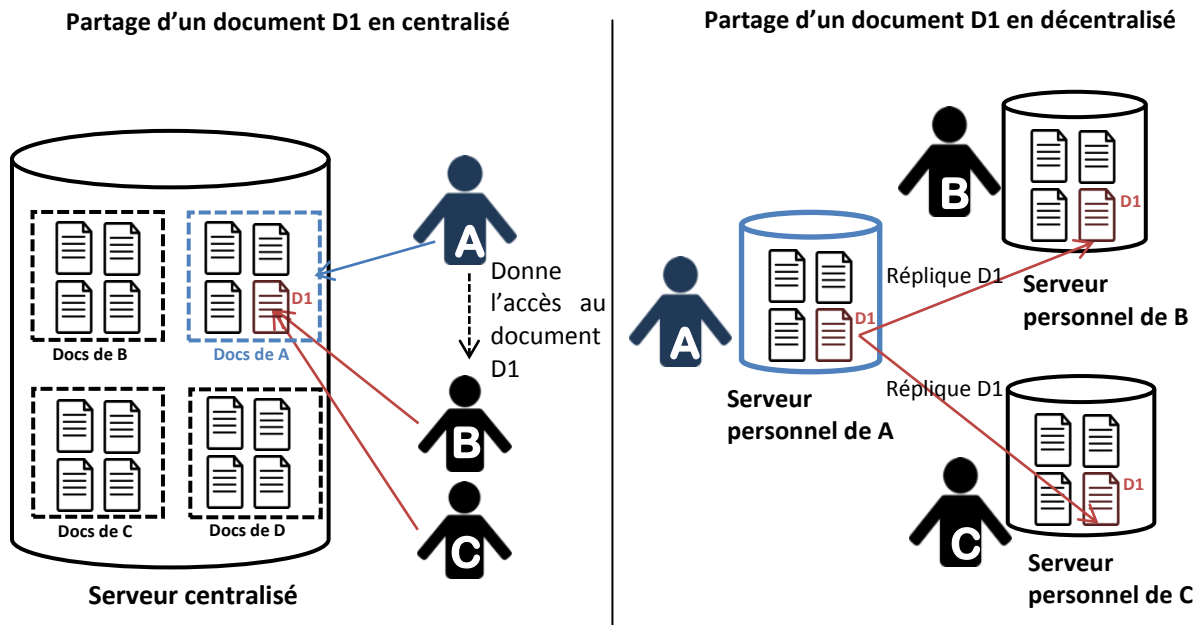 Partage d'un document D1 en centralisé
A
Donne
l'accès au
document
D1
D1
Docs de B
Docs de A
B
Docs de C
Docs de D
C
Serveur centralisé
Partage d'un document D1 en décentralisé
B
D1
Réplique D1
Serveur
personnel de B
A
D1
Réplique D1
Serveur
personnel de A
D1
C
Serveur
personnel de C